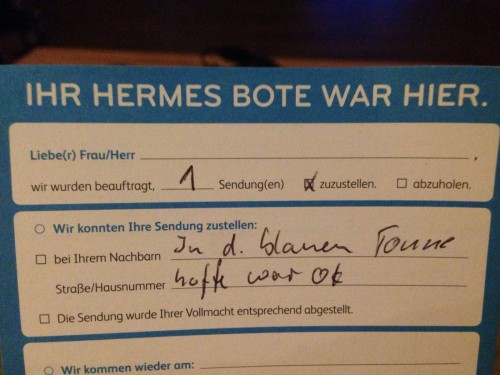 IHR HERMES BOTE WAR HIER.
Liebe(r) Frau/Herr ,
wir wurden beauftragt, 1 Sendung(en) zuzustellen. abzuholen.
Wir konnten Ihre Sendung zustellen:
bei Ihrem Nachbarn In d. blauen Tonne
Straße/Hausnummer hoffe war ok
Die Sendung wurde Ihrer Vollmacht entsprechend abgestellt.
Wir kommen wieder am: